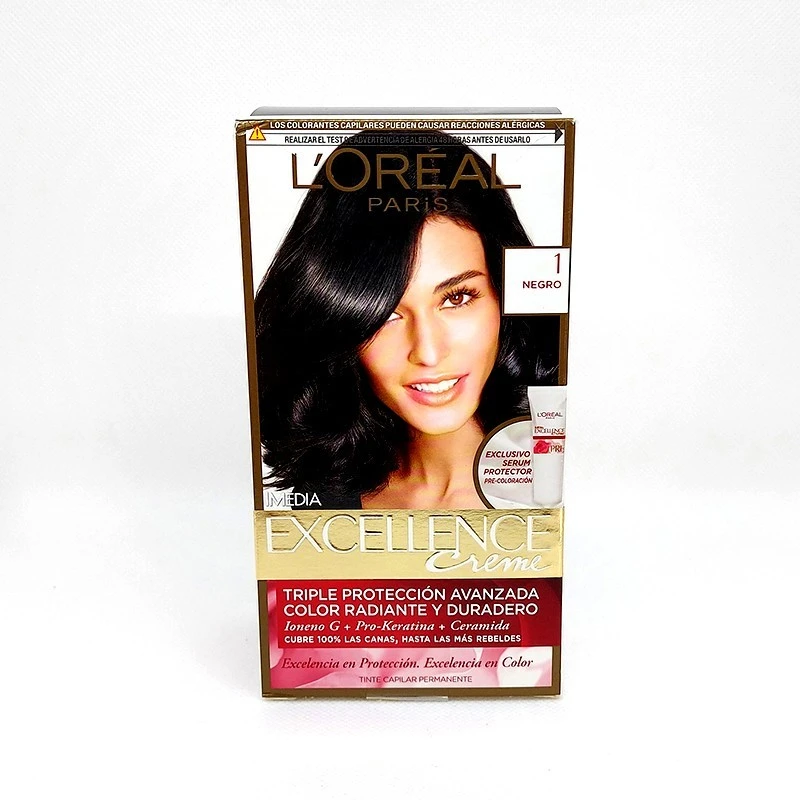 LOS COLORANTES CAPILARES PUEDEN CAUSAR REACCIONES ALÉRGICAS
REALIZAR EL TEST DE ADVERTENCIA DE ALERGIA 48 HORAS ANTES DE USARLO
L'ORÉAL
PARiS
1
NEGRO
L'ORÉAL
EXCELLENCE
PRE
EXCLUSIVO
SERUM
PROTECTOR
PRE-COLORACIÓN
IMEDIA
EXCELLENCE
Creme
TRIPLE PROTECCIÓN AVANZADA
COLOR RADIANTE Y DURADERO
Ioneno G + Pro-Keratina + Ceramida
CUBRE 100% LAS CANAS, HASTA LAS MÁS REBELDES
Excelencia en Protección. Excelencia en Color
TINTE CAPILAR PERMANENTE